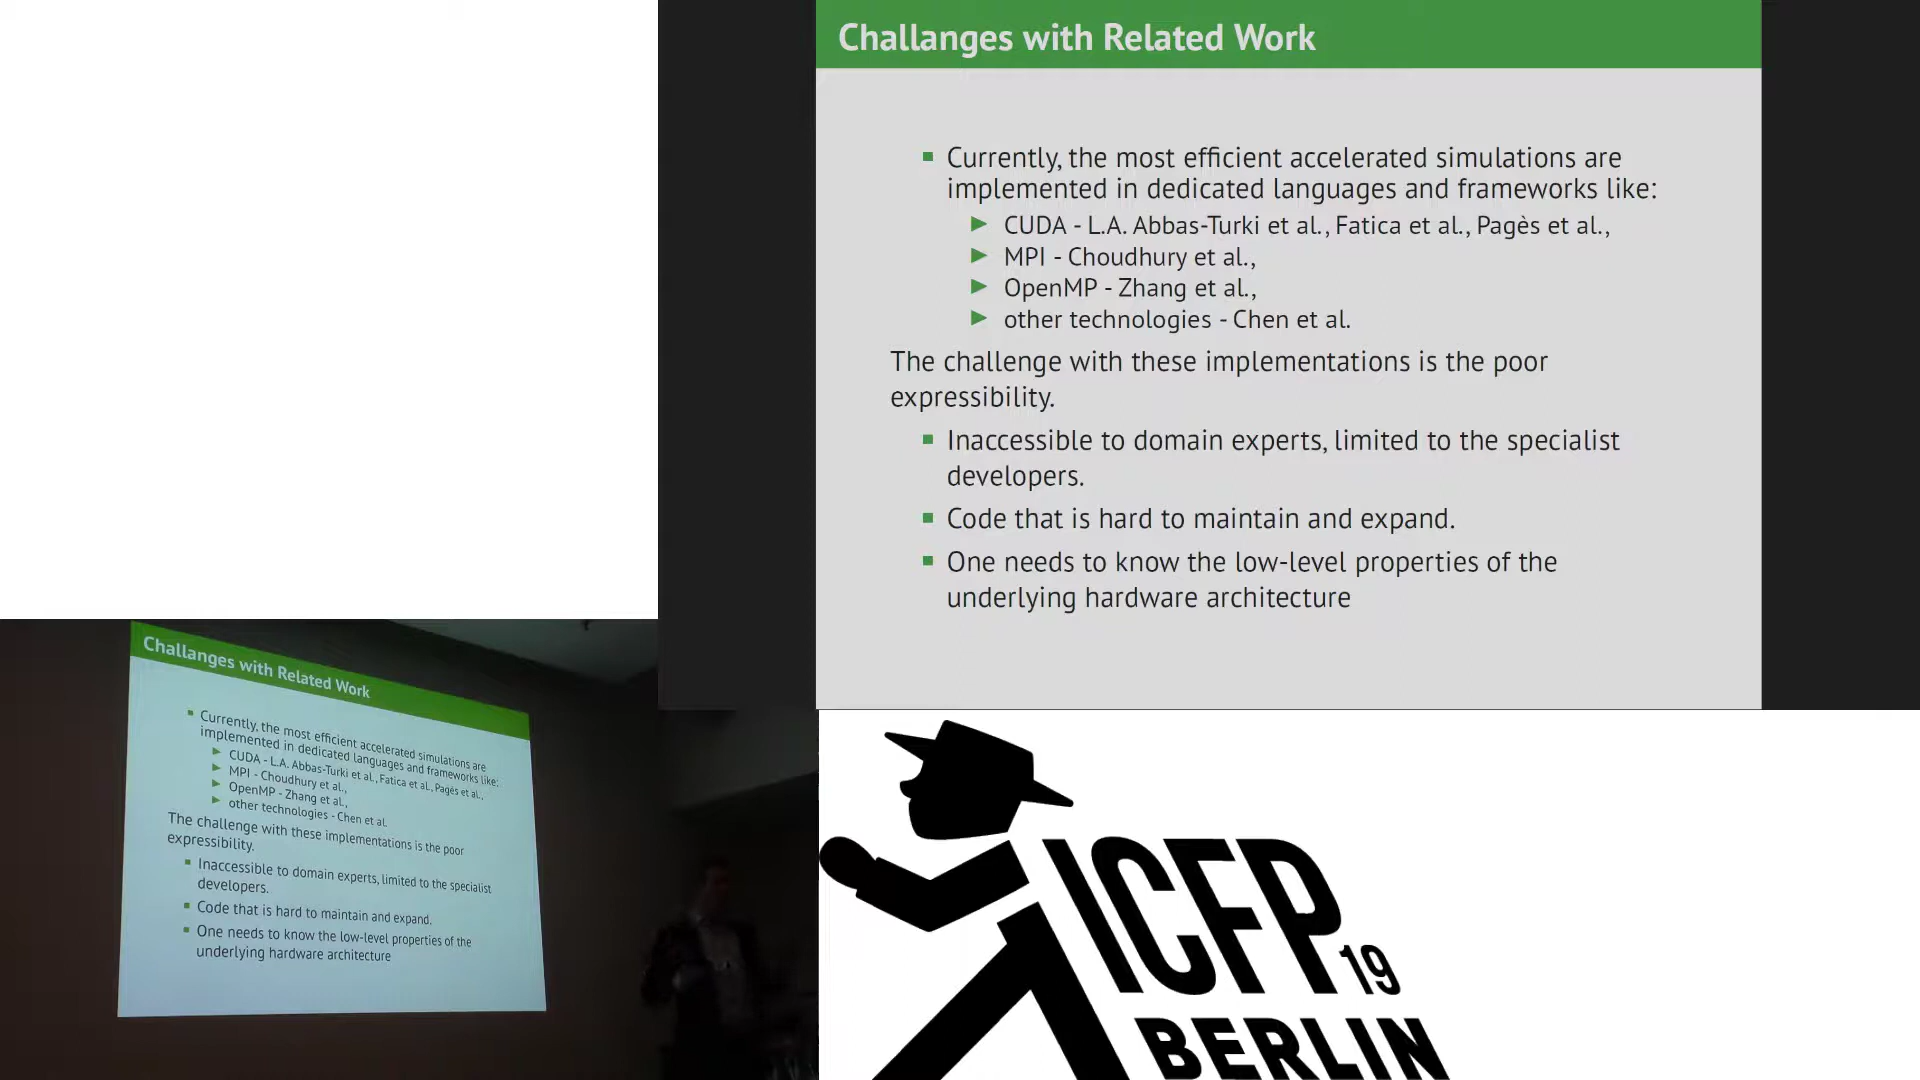 Challanges with Related Work
Currently, the most efficient accelerated simulations are
implemented in dedicated languages and frameworks like:
CUDA - L.A. Abbas-Turki et al., Fatica et al., Pagès et al.,
MPI - Choudhury et al.,
OpenMP - Zhang et al.,
other technologies - Chen et al.
The challenge with these implementations is the poor
expressibility.
Inaccessible to domain experts, limited to the specialist
developers.
Code that is hard to maintain and expand.
One needs to know the low-level properties of the
underlying hardware architecture
Challanges with Related Work
Currently, the most efficient accelerated simulations are
implemented in dedicated languages and frameworks like:
CUDA - L.A. Abbas-Turki et al., Fatica et al., Pagès et al.,
MPI - Choudhury et al.,
OpenMP - Zhang et al.,
other technologies - Chen et al.
The challenge with these implementations is the poor
expressibility.
Inaccessible to domain experts, limited to the specialist
developers.
Code that is hard to maintain and expand.
One needs to know the low-level properties of the
underlying hardware architecture
ICFP 19
BERLIN